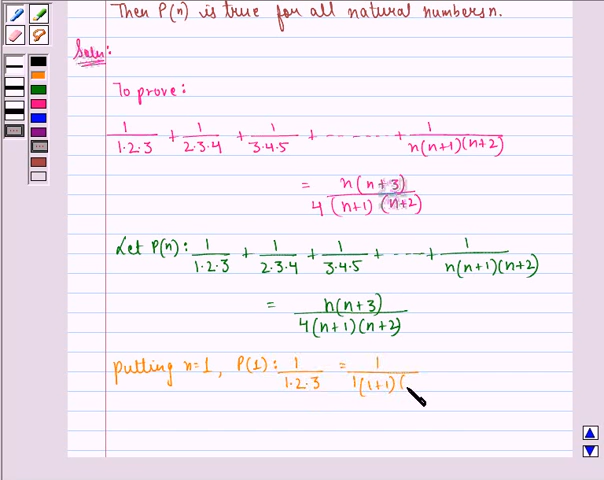 Then P(n) is true for all natural numbers n.
Soln:
To prove:
1/1·2·3 + 1/2·3·4 + 1/3·4·5 + ------- + 1/n(n+1)(n+2)
= n(n+3)/4(n+1)(n+2)
Let P(n): 1/1·2·3 + 1/2·3·4 + 1/3·4·5 + ----- + 1/n(n+1)(n+2)
= n(n+3)/4(n+1)(n+2)
Putting n=1, P(1): 1/1·2·3 = 1/1(1+1)(